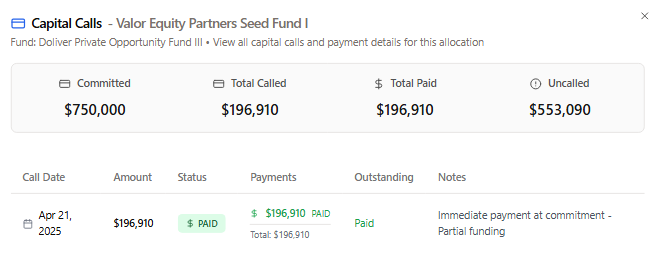 Capital Calls - Valor Equity Partners Seed Fund I
Fund: Doliver Private Opportunity Fund III • View all capital calls and payment details for this allocation
Committed
$750,000
Total Called
$196,910
$ Total Paid
$196,910
Uncalled
$553,090
Call Date Amount Status Payments Outstanding Notes
Apr 21,
2025
$196,910
$ PAID
$ $196,910 PAID
Total: $196,910
Paid
Immediate payment at commitment -
Partial funding